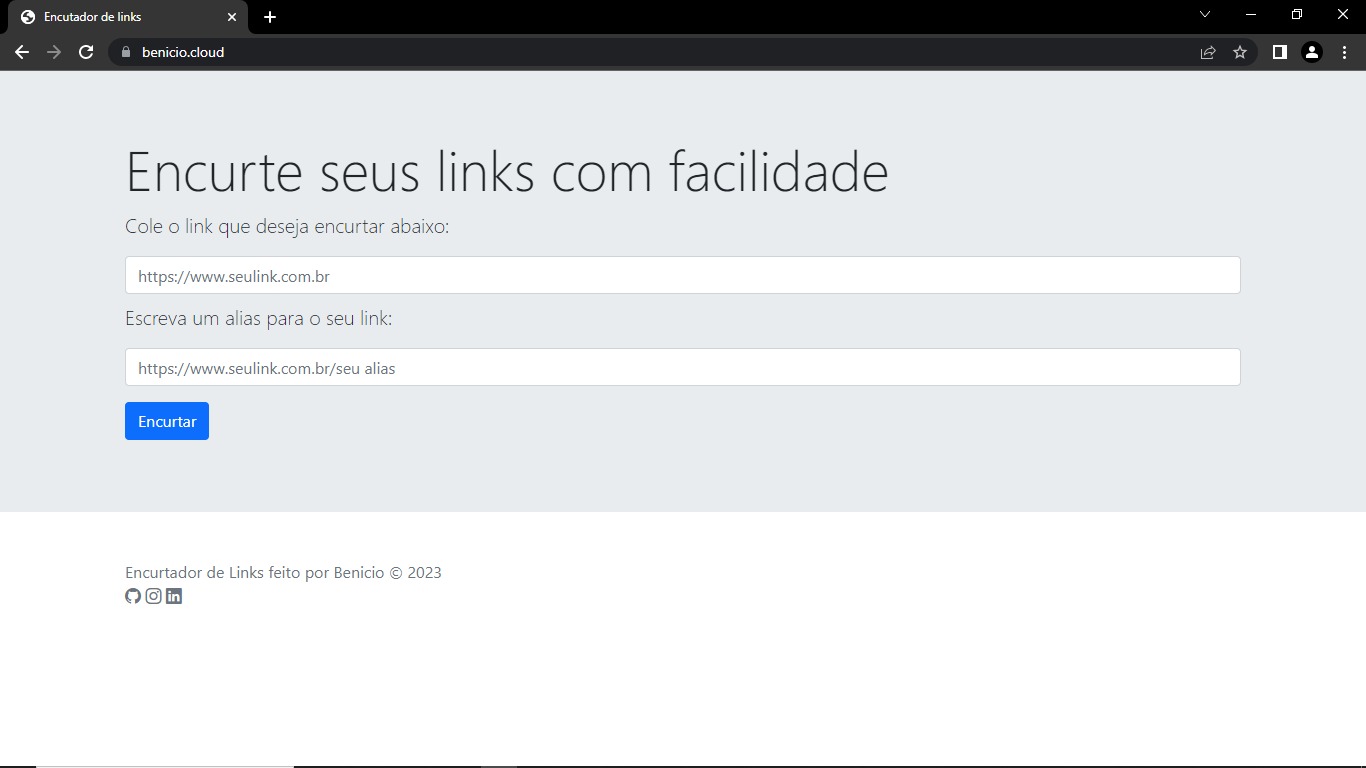 Encutador de links
benicio.cloud
Encurte seus links com facilidade
Cole o link que deseja encurtar abaixo:
https://www.seulink.com.br
Escreva um alias para o seu link:
https://www.seulink.com.br/seu alias
Encurtar
Encurtador de Links feito por Benicio © 2023